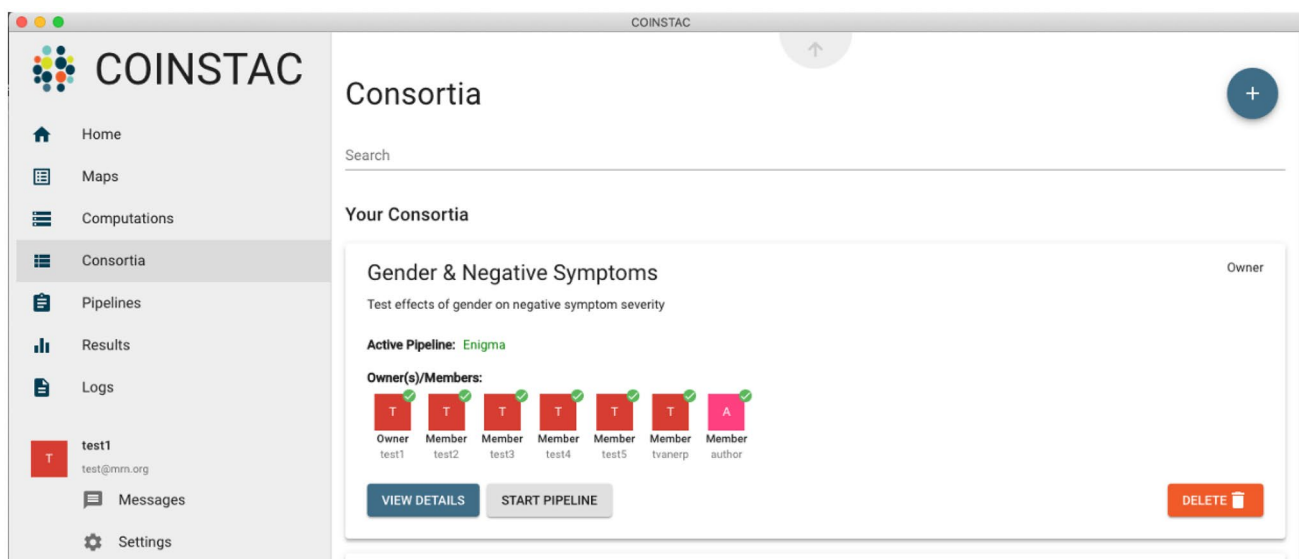 COINSTAC
COINSTAC
Home
Maps
Computations
Consortia
Pipelines
Results
Logs
T
test1
test@mrn.org
Messages
Settings
Consortia
+
Search
Your Consortia
Gender & Negative Symptoms
Owner
Test effects of gender on negative symptom severity
Active Pipeline: Enigma
Owner(s)/Members:
T T T T T T A
Owner Member Member Member Member Member Member
test1 test2 test3 test4 test5 tvanerp author
VIEW DETAILS START PIPELINE DELETE